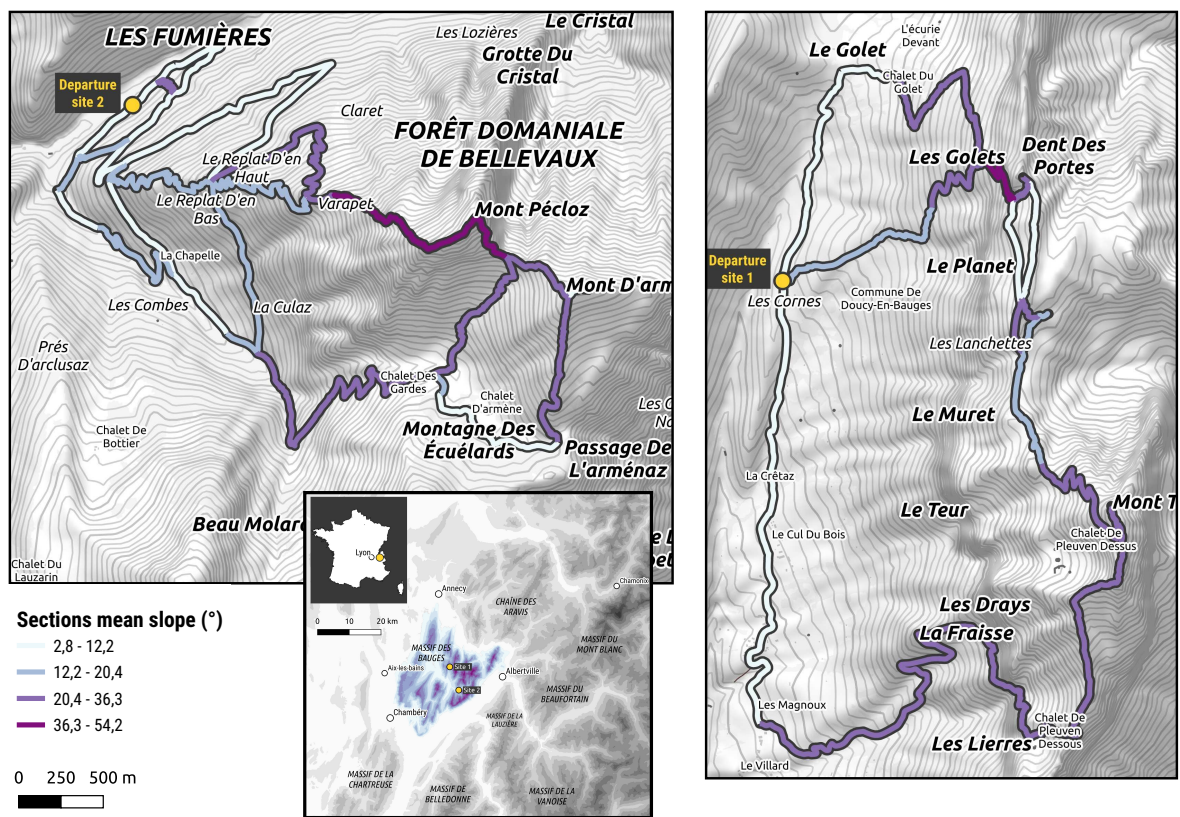 LES FUMIÈRES
Departure
site 2
Les Lozières
Le Cristal
Grotte Du
Cristal
Claret
FORÊT DOMANIALE
DE BELLEVAUX
Le Replat D'en
Haut
Le Replat D'en
Bas
Varapet
Mont Pécloz
La Chapelle
Les Combes
La Culaz
Mont D'arm
Prés
D'arclusaz
Chalet Des
Gardes
Chalet
D'armène
Les C
Na
Chalet De
Bottier
Montagne Des
Écuélards
Passage De
L'arménaz
Beau Molard
Chalet Du
Lauzarin
Le Golet
L'écurie
Devant
Chalet Du
Golet
Les Golets
Dent Des
Portes
Departure
site 1
Les Cornes
Le Planet
Commune De
Doucy-En-Bauges
Les Lanchettes
Le Muret
La Crêtaz
Le Teur
Mont T
Le Cul Du Bois
Chalet De
Pleuven Dessus
Les Drays
La Fraisse
Les Magnoux
Chalet De
Pleuven
Dessous
Les Lierres
Le Villard
Sections mean slope (°)
2,8 - 12,2
12,2 - 20,4
20,4 - 36,3
36,3 - 54,2
0 250 500 m
Lyon
0 10 20 km
Annecy
Chamonix
CHAÎNE DES
ARAVIS
MASSIF DU
MONT BLANC
MASSIF DES
BAUGES
Aix-les-bains
Site 1
Albertville
Site 2
MASSIF DU
BEAUFORTAIN
Chambéry
MASSIF DE LA
LAUZIÈRE
MASSIF DE LA
CHARTREUSE
MASSIF DE
BELLEDONNE
MASSIF DE LA
VANOISE